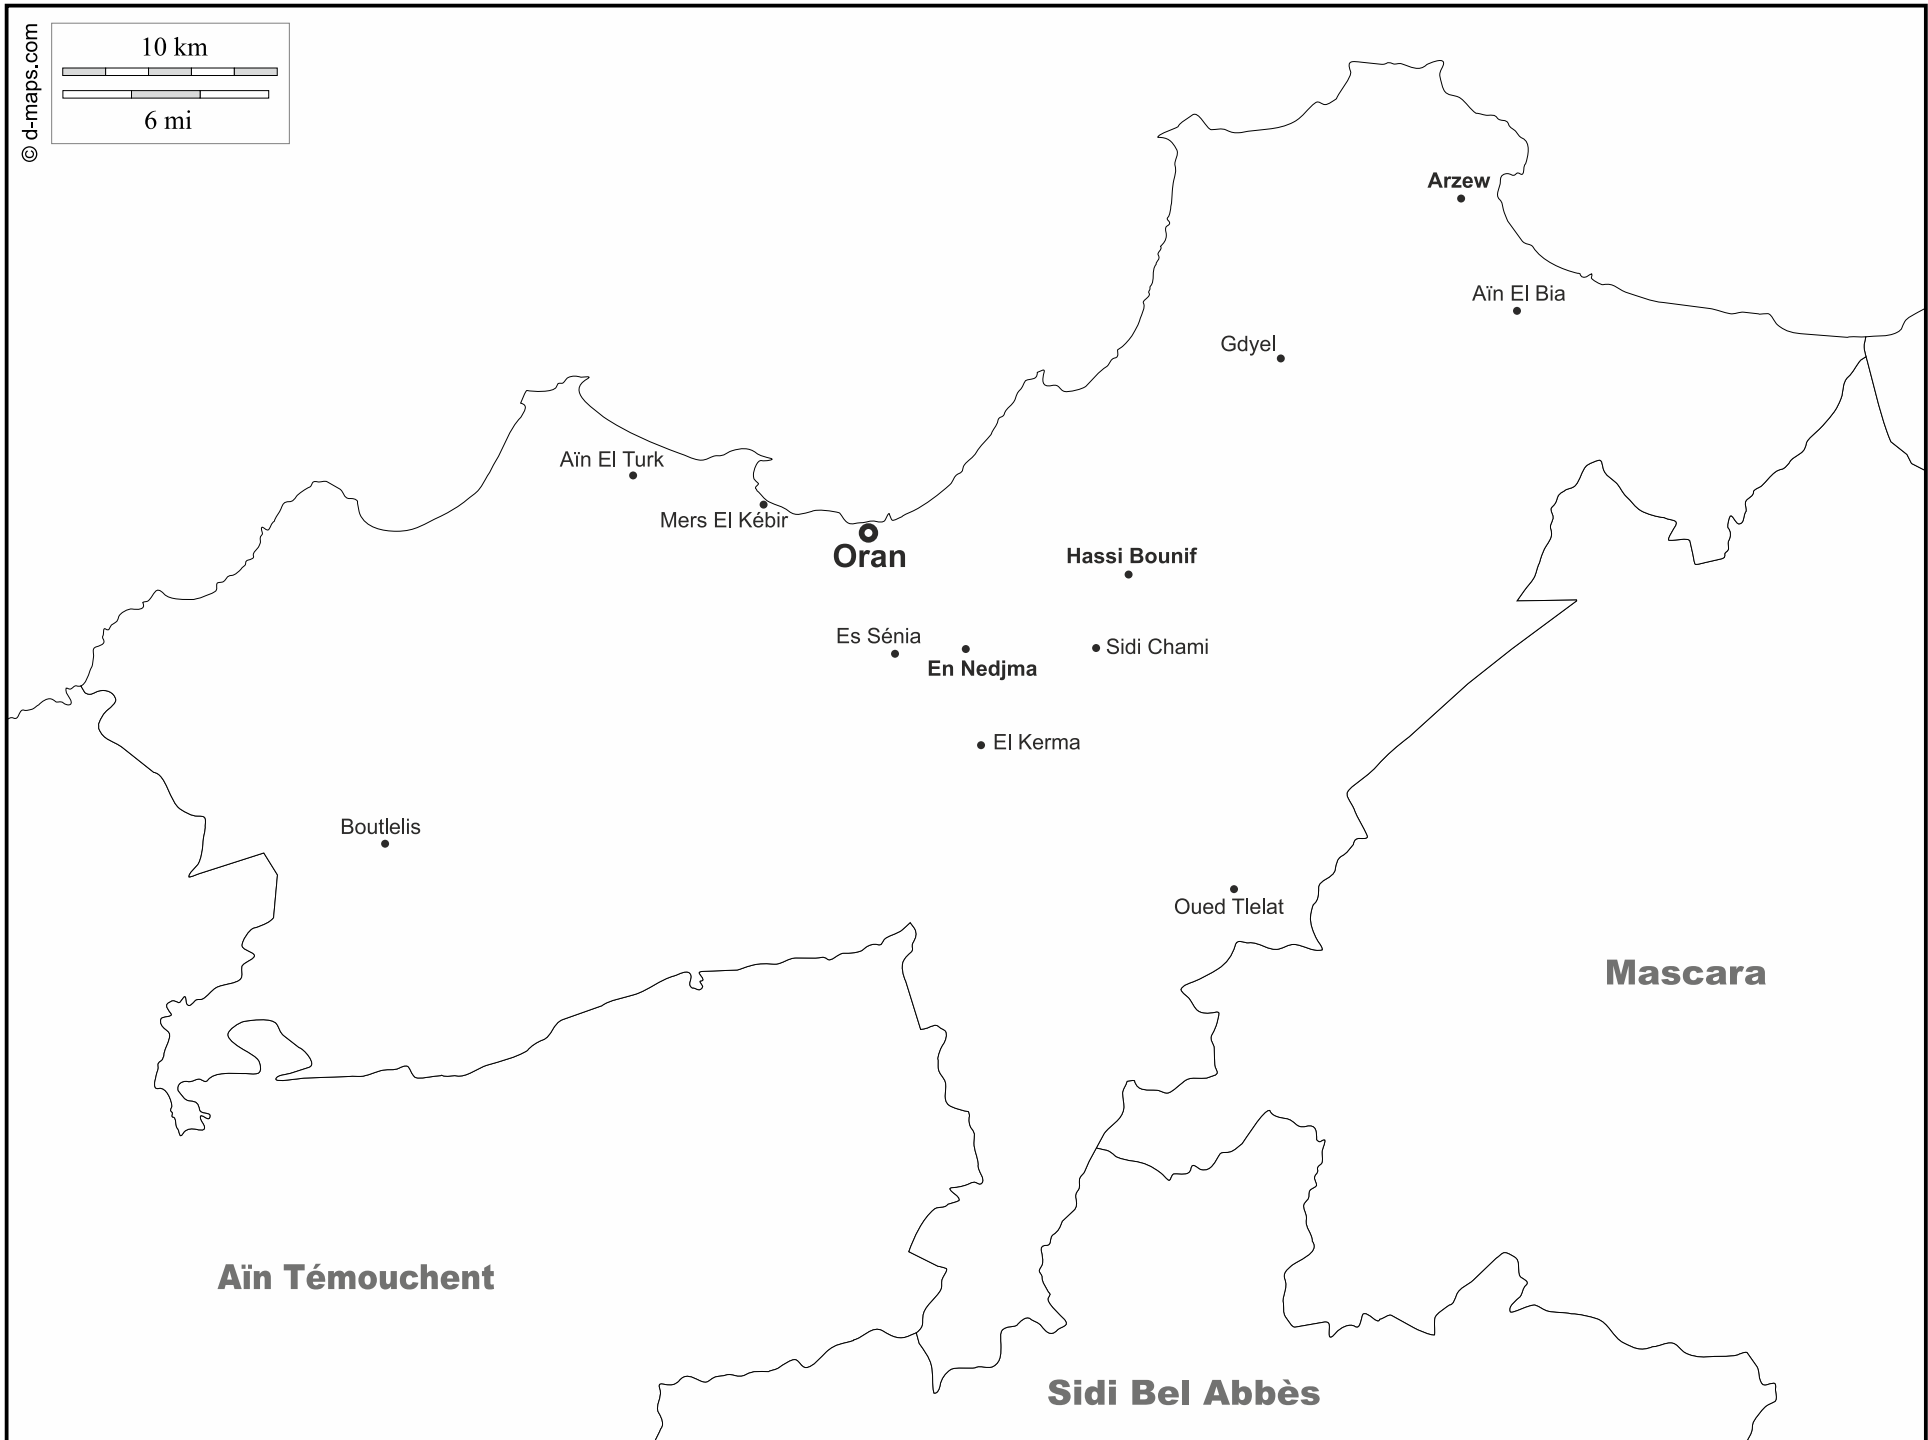 © d-maps.com
10 km
6 mi
Arzew
Aïn El Bia
Gdyel
Aïn El Turk
Mers El Kébir
Oran
Hassi Bounif
Es Sénia
En Nedjma
Sidi Chami
El Kerma
Boutlelis
Oued Tlelat
Mascara
Aïn Témouchent
Sidi Bel Abbès